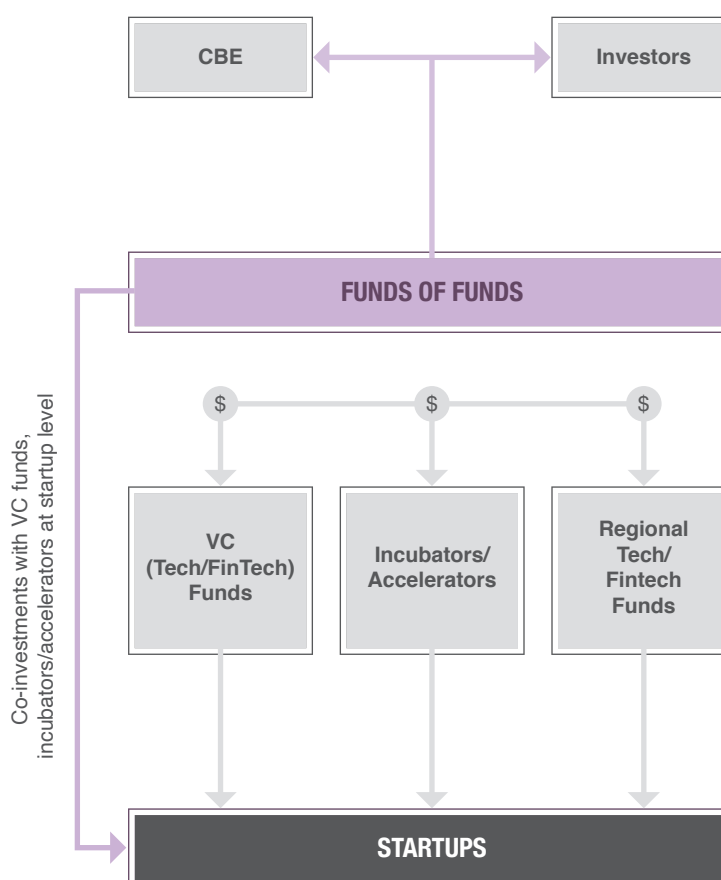 CBE
Investors
FUNDS OF FUNDS
Co-investments with VC funds,
incubators/accelerators at startup level
$
$
$
VC
(Tech/FinTech)
Funds
Incubators/
Accelerators
Regional
Tech/
Fintech
Funds
STARTUPS